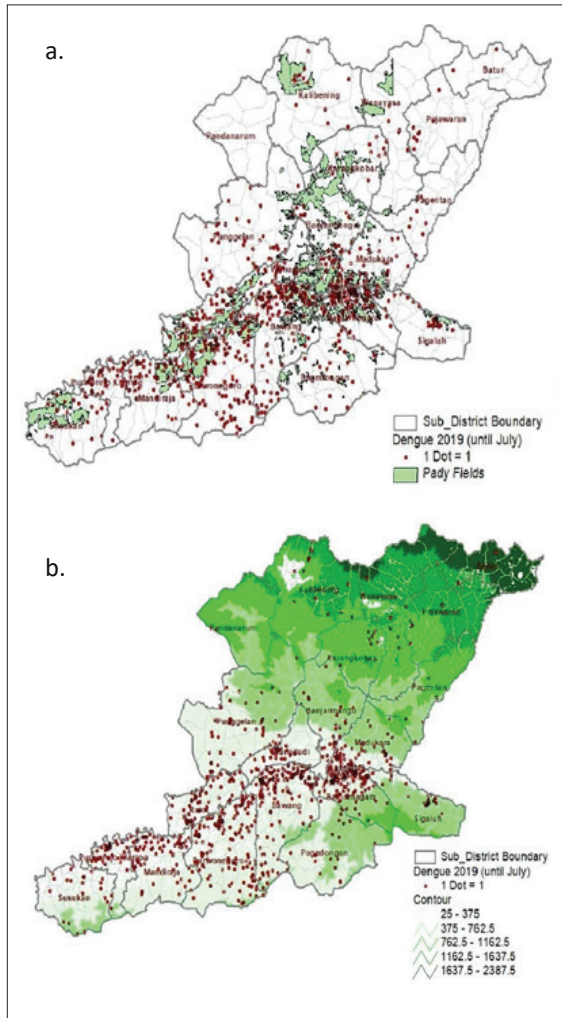 a.
Batur
Kalibening
Wanayasa
Pejawaran
Pandanarum
Karangkobar
Pagentan
Punggelan
Banjarmangu
Madukara
Bawang
Sigaluh
Mandiraja
Sub_District Boundary
Dengue 2019 (until July)
1 Dot = 1
Pady Fields
b.
Kalibening
Wanayasa
Pandanarum
Karangkobar
Pagentan
Banjarmangu
Punggelan
Madukara
Bawang
Sigaluh
Pagedongan
Mandiraja
Susukan
Sub_District Boundary
Dengue 2019 (until July)
1 Dot = 1
Contour
25 - 375
375 - 762.5
762.5 - 1162.5
1162.5 - 1637.5
1637.5 - 2387.5